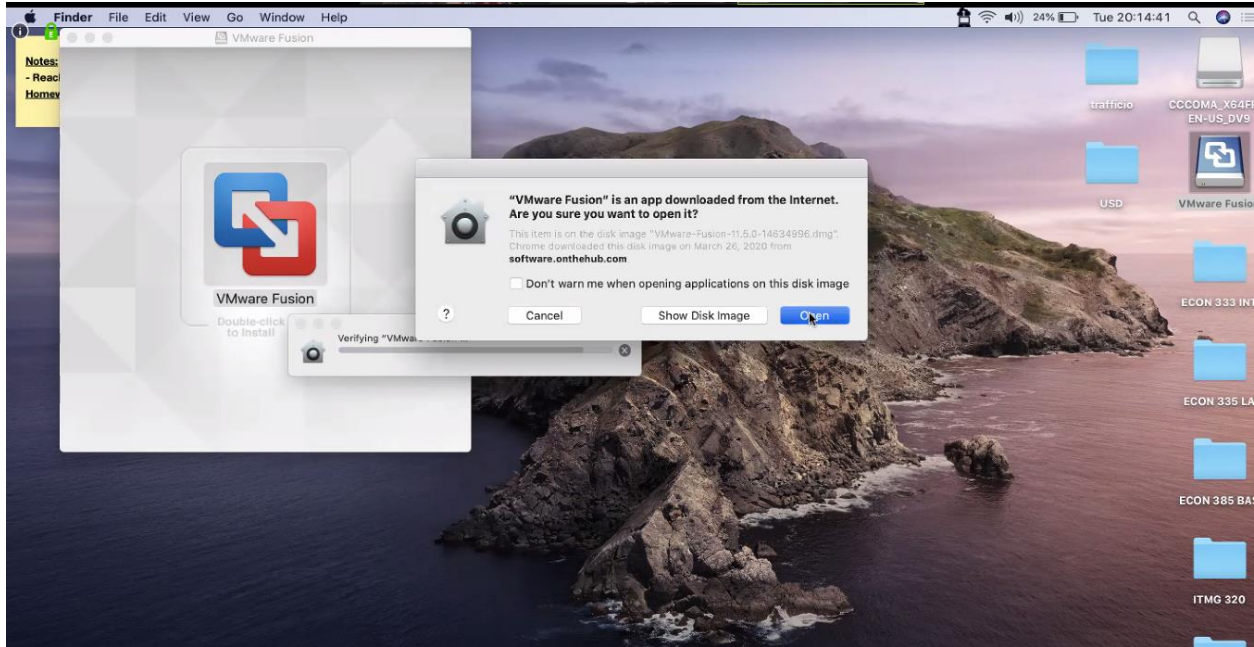 Finder File Edit View Go Window Help
24% Tue 20:14:41
Notes:
- Reac
Homew
VMware Fusion
VMware Fusion
Double-click
to Install
Verifying "VMwar
"VMware Fusion" is an app downloaded from the Internet.
Are you sure you want to open it?
This item is on the disk image "VMware-Fusion-11.5.0-14634996.dmg".
Chrome downloaded this disk image on March 26, 2020 from
software.onthehub.com
Don't warn me when opening applications on this disk image
?
Cancel
Show Disk Image
Open
trafficio
CCCOMA_X64F
EN-US_DV9
USD
VMware Fusio
ECON 333 INT
ECON 335 LA
ECON 385 BA
ITMG 320